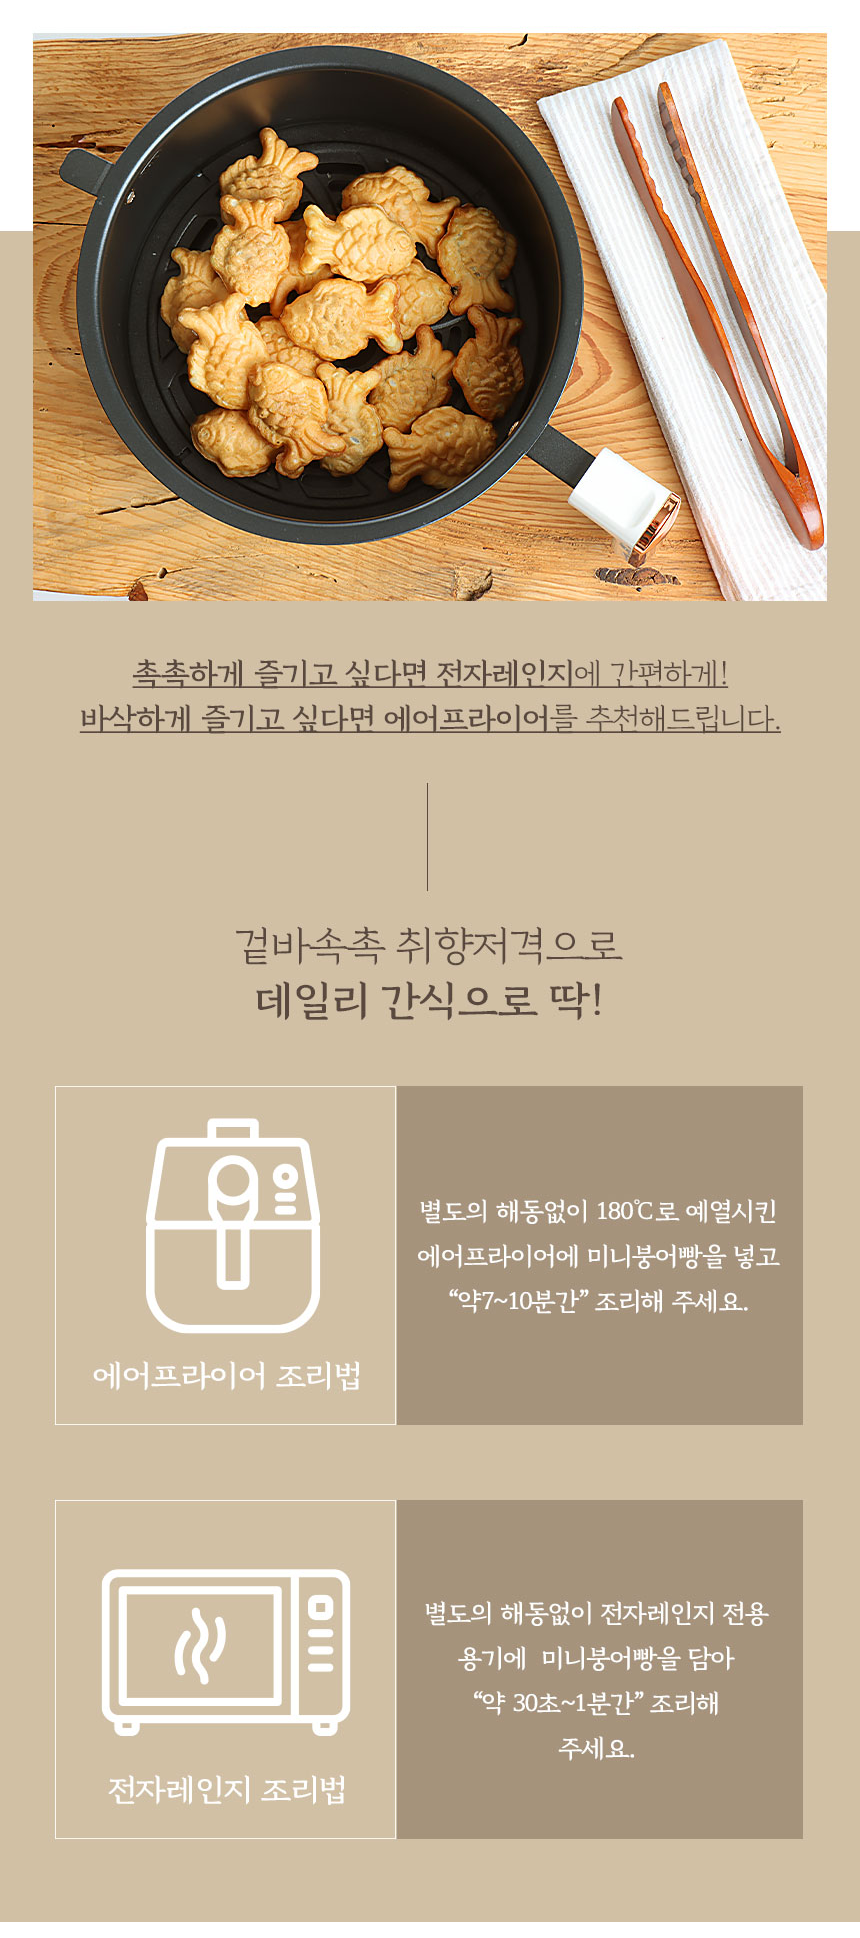 촉촉하게 즐기고 싶다면 전자레인지에 간편하게!
바삭하게 즐기고 싶다면 에어프라이어를 추천해드립니다.
겉바속촉 취향저격으로
데일리 간식으로 딱!
별도의 해동없이 180℃로 예열시킨
에어프라이어에 미니붕어빵을 넣고
“약7~10분간” 조리해 주세요.
에어프라이어 조리법
별도의 해동없이 전자레인지 전용
용기에 미니붕어빵을 담아
“약 30초~1분간” 조리해
주세요.
전자레인지 조리법